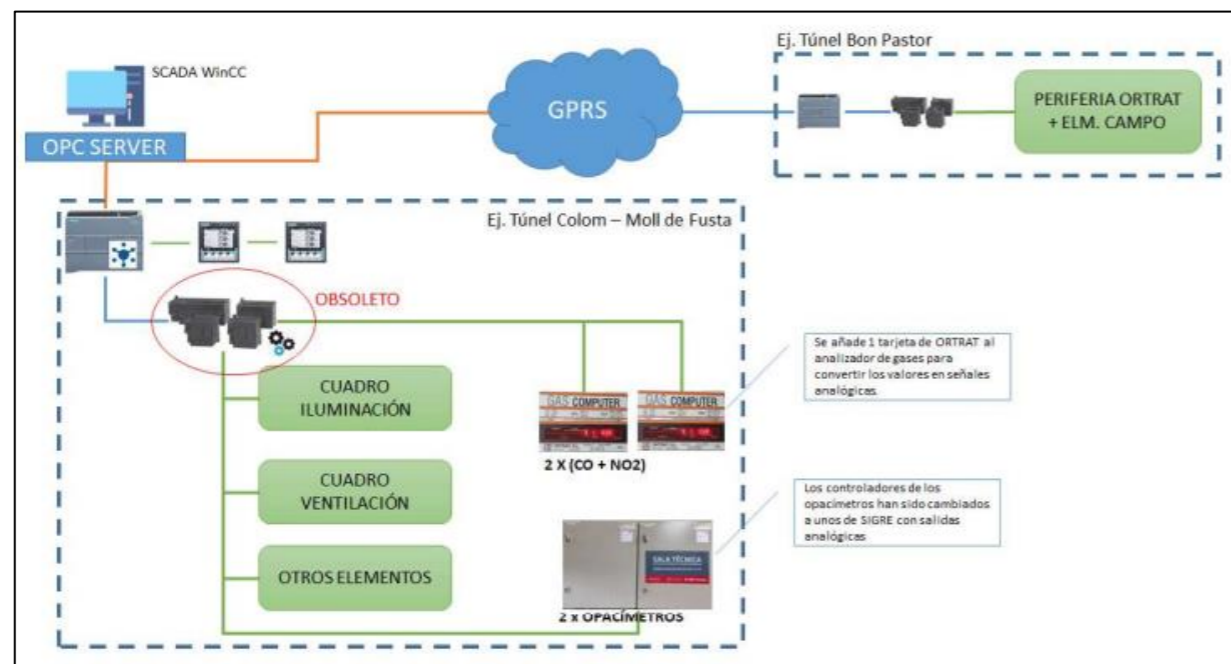 SCADA WinCC
OPC SERVER
GPRS
Ej. Túnel Bon Pastor
PERIFERIA ORTRAT
+ ELM. CAMPO
Ej. Túnel Colom – Moll de Fusta
OBSOLETO
CUADRO
ILUMINACIÓN
CUADRO
VENTILACIÓN
OTROS ELEMENTOS
GAS COMPUTER
GAS COMPUTER
2 X (CO + NO2)
SALA TÉCNICA
2 x OPACÍMETROS
Se añade 1 tarjeta de ORTRAT al
analizador de gases para
convertir los valores en señales
analógicas.
Los controladores de los
opacímetros han sido cambiados
a unos de SIGRE con salidas
analógicas